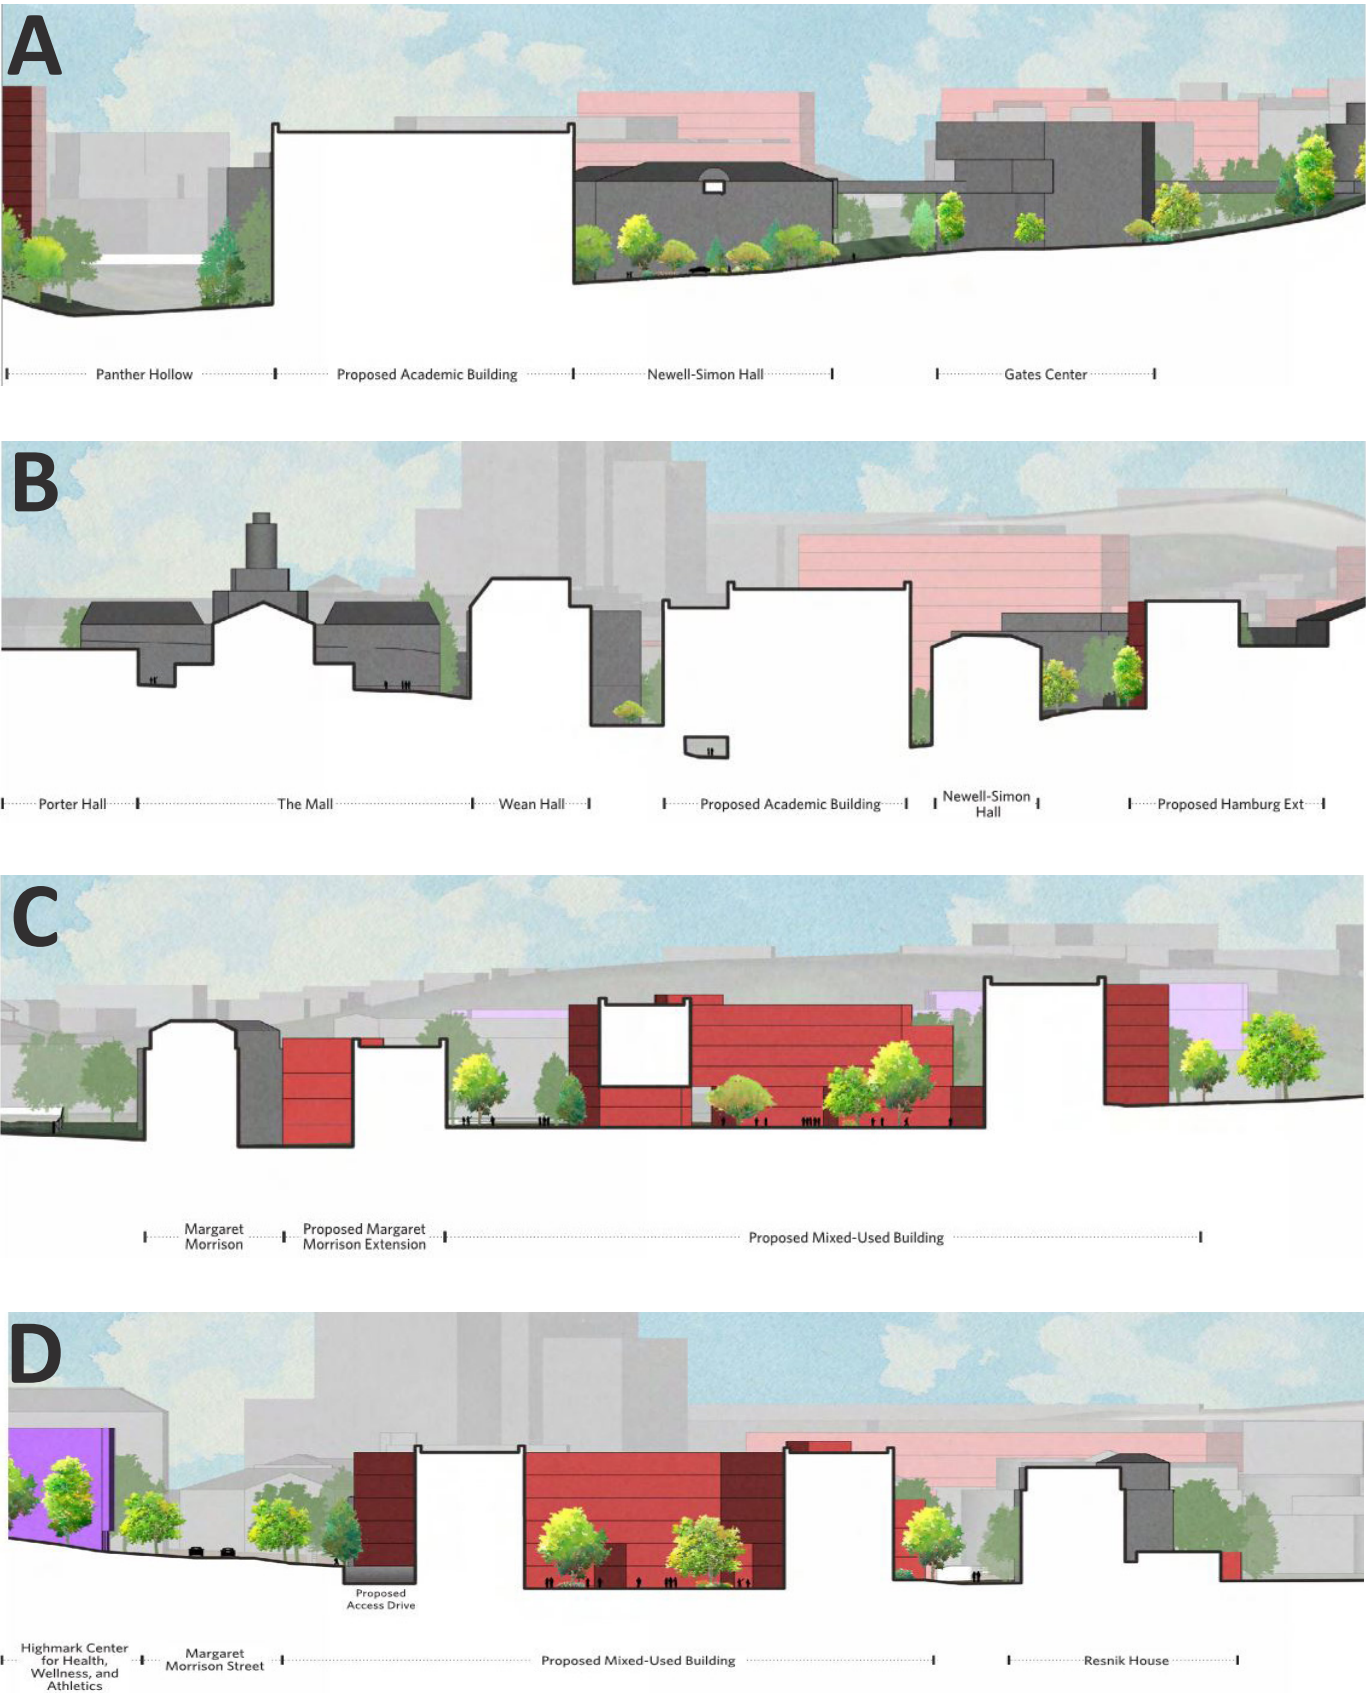 A
Panther Hollow
Proposed Academic Building
Newell-Simon Hall
Gates Center
B
Porter Hall
The Mall
Wean Hall
Proposed Academic Building
Newell-Simon
Hall
Proposed Hamburg Ext
C
Margaret
Morrison
Proposed Margaret
Morrison Extension
Proposed Mixed-Used Building
D
Proposed
Access Drive
Highmark Center
for Health,
Wellness, and
Athletics
Margaret
Morrison Street
Proposed Mixed-Used Building
Resnik House